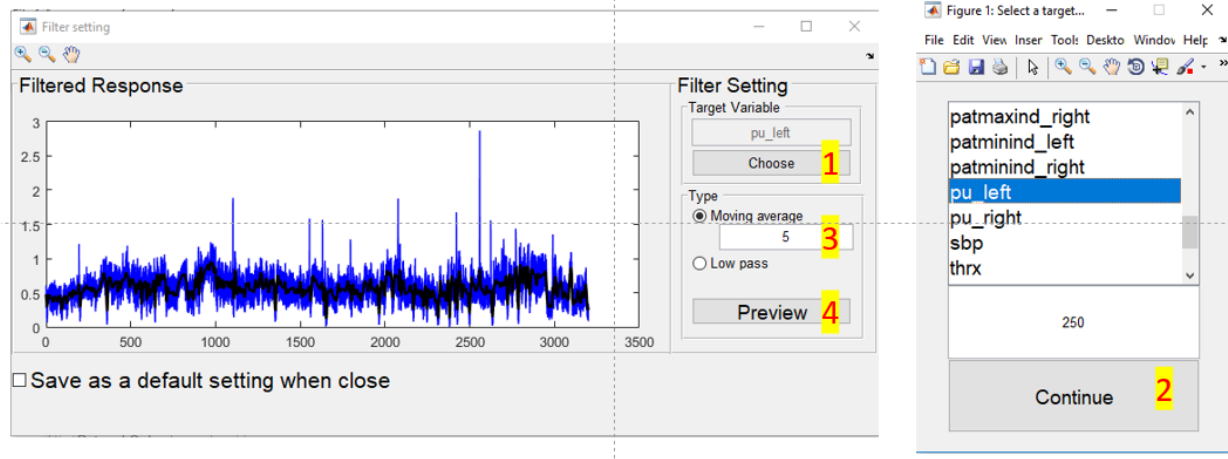 Filter setting
Filtered Response
3
2.5
2
1.5
1
0.5
0
0 500 1000 1500 2000 2500 3000 3500
Save as a default setting when close
Filter Setting
Target Variable
pu_left
Choose 1
Type
Moving average
5 3
Low pass
Preview 4
Figure 1: Select a target...
File Edit View Inser Tools Deskto Window Help
patmaxind_right
patminind_left
patminind_right
pu_left
pu_right
sbp
thrx
250
Continue 2